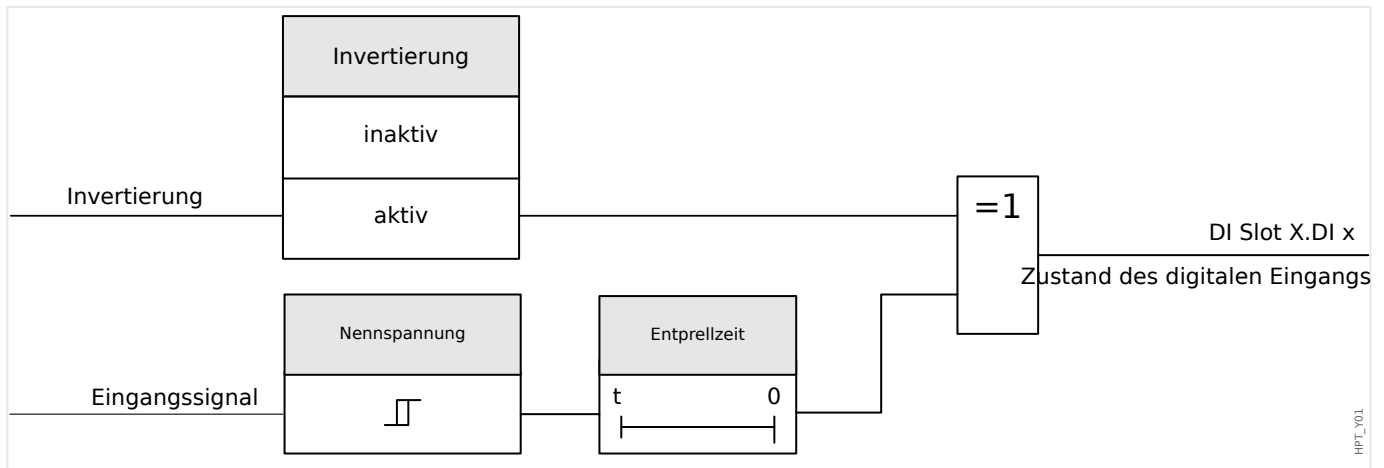 Invertierung
inaktiv
aktiv
Invertierung
=1
DI Slot X.DI x
Zustand des digitalen Eingangs
Nennspannung
Entprellzeit
Eingangssignal
t 0
HPT_Y01